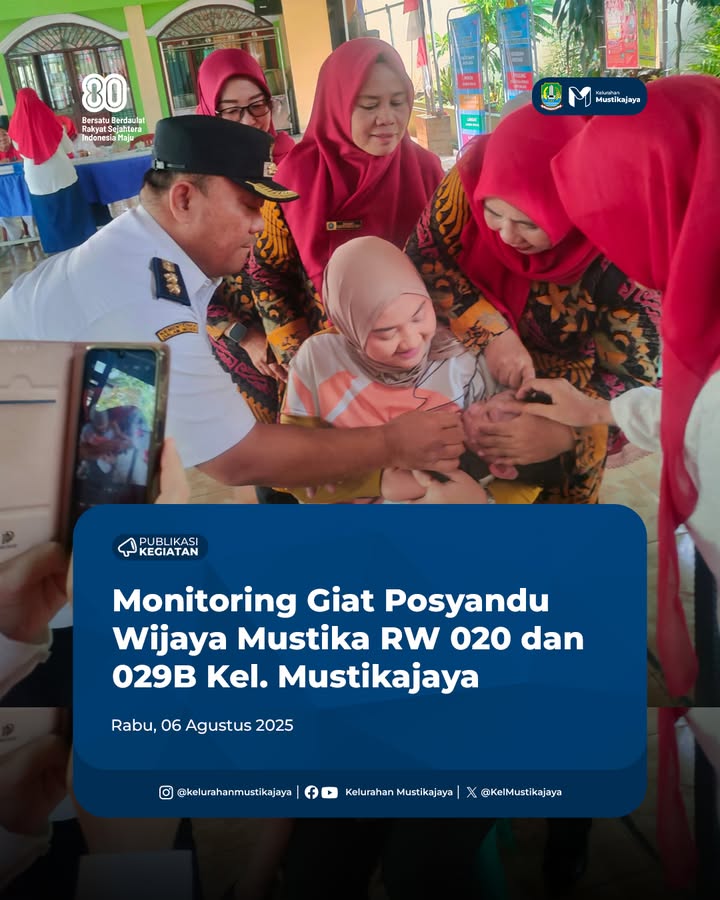 80
Bersatu Berdaulat
Rakyat Sejahtera
Indonesia Maju
Kelurahan
Mustikajaya
PUBLIKASI
KEGIATAN
Monitoring Giat Posyandu
Wijaya Mustika RW 020 dan
029B Kel. Mustikajaya
Rabu, 06 Agustus 2025
@kelurahanmustikajaya | Kelurahan Mustikajaya | @KelMustikajaya